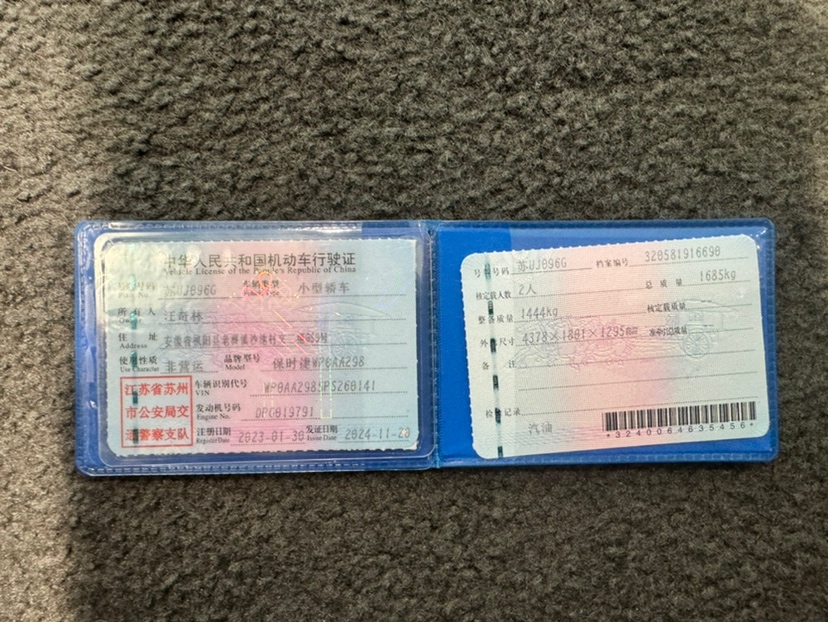 中华人民共和国机动车行驶证
Vehicle License of the People's Republic of China
号牌号码 苏UJ096G 车辆类型 小型轿车
所有人 汪奇林
住址
Address
使用性质 非营运 品牌型号 保时捷WP0AA298
Use Character Model
车辆识别代号 WP0AA298SPS260141
VIN
发动机号码 DPG019791
Engine No.
注册日期 2023-01-30 发证日期 2024-11-20
Register Date Issue Date
江苏省苏州
市公安局交
通警察支队
号牌号码 苏UJ096G 档案编号 320581916690
核定载人数 2人 总质量 1685kg
整备质量 1444kg 核定载质量
外廓尺寸 4378×1801×1295mm 准牵引总质量
备注
检验记录
汽油
*3240064635456*